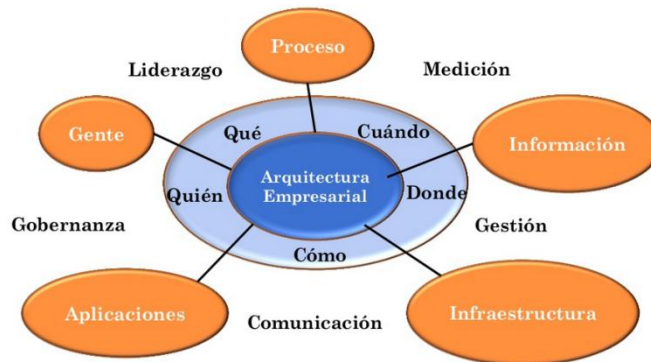 Proceso
Liderazgo
Medición
Gente
Qué
Cuándo
Información
Arquitectura
Empresarial
Quién
Donde
Gobernanza
Gestión
Cómo
Aplicaciones
Infraestructura
Comunicación